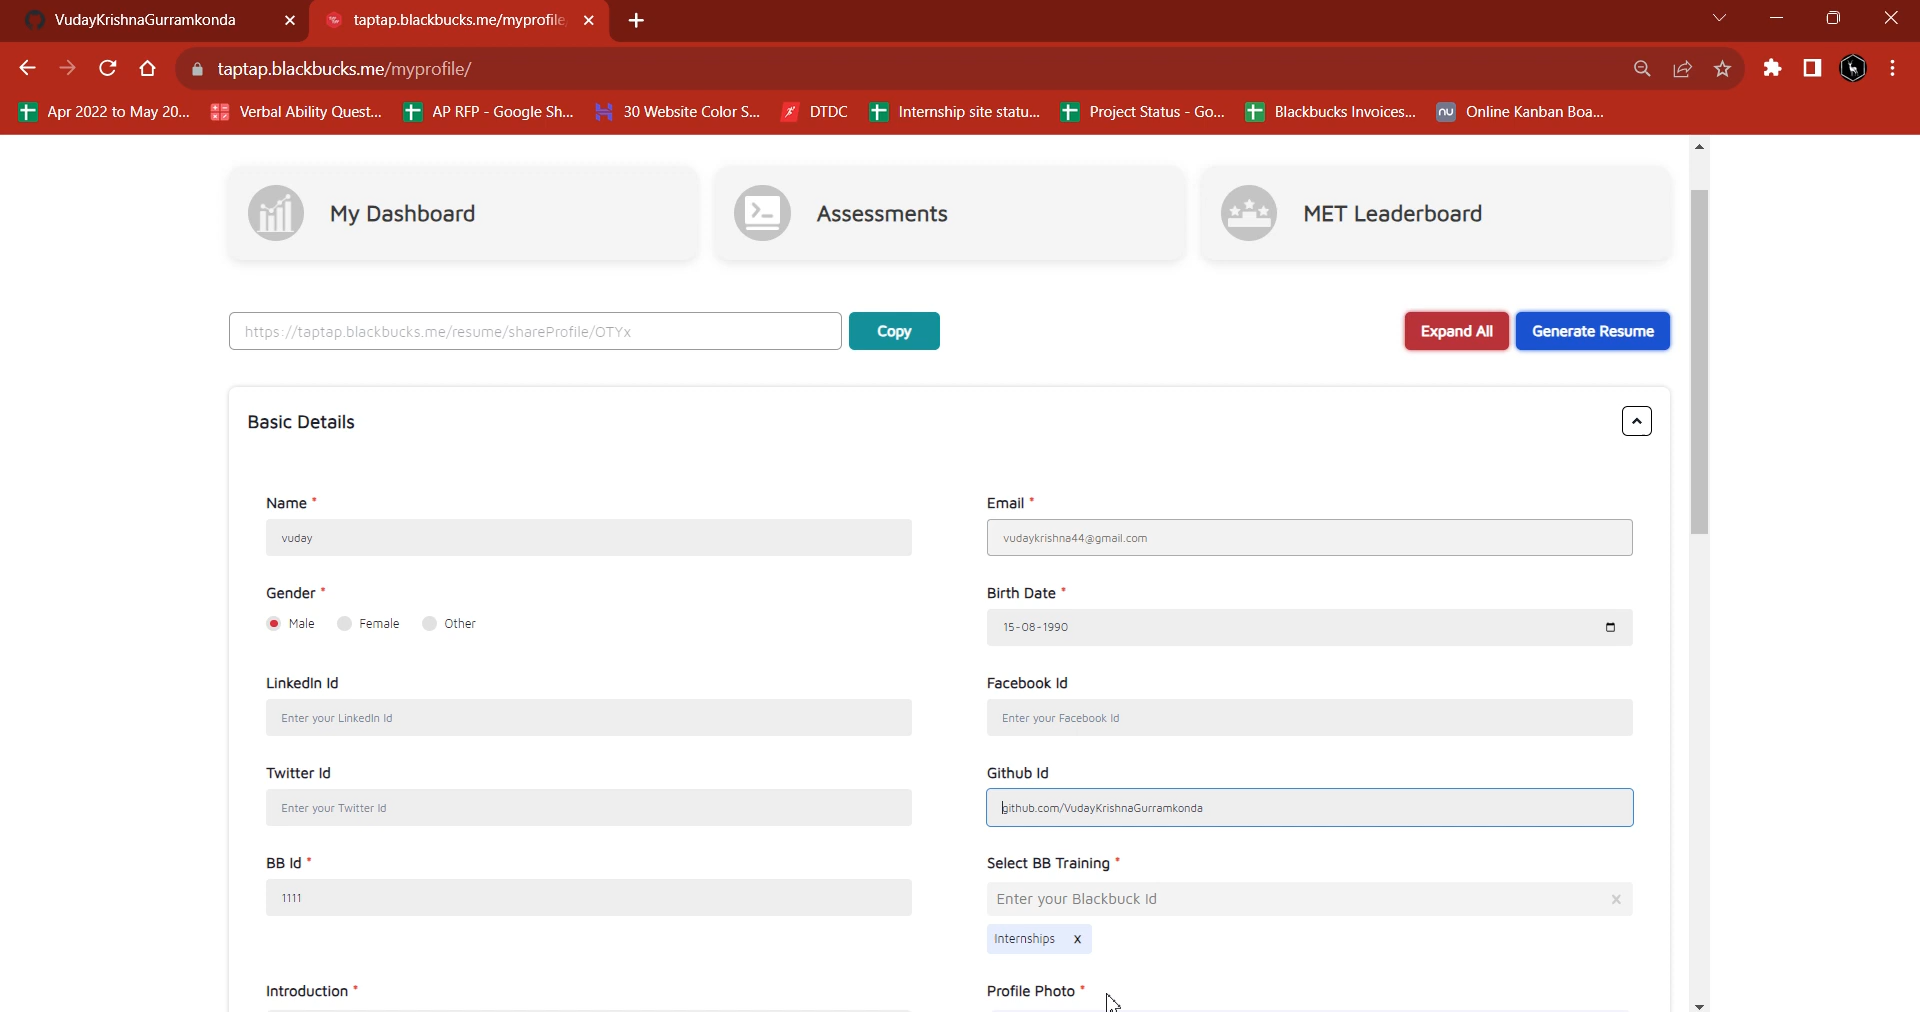 VudayKrishnaGurramkonda
taptap.blackbucks.me/myprofile
taptap.blackbucks.me/myprofile/
Apr 2022 to May 20...
Verbal Ability Quest...
AP RFP - Google Sh...
30 Website Color S...
DTDC
Internship site statu...
Project Status - Go...
Blackbucks Invoices...
nu
Online Kanban Boa...
My Dashboard
Assessments
MET Leaderboard
https://taptap.blackbucks.me/resume/shareProfile/OTYx
Copy
Expand All
Generate Resume
Basic Details
Name *
Email *
vuday
vudaykrishna44@gmail.com
Gender *
Birth Date *
Male
Female
Other
15-08-1990
LinkedIn Id
Facebook Id
Enter your LinkedIn Id
Enter your Facebook Id
Twitter Id
Github Id
Enter your Twitter Id
github.com/VudayKrishnaGurramkonda
BB Id *
Select BB Training *
1111
Enter your Blackbuck Id
Internships x
Introduction *
Profile Photo *